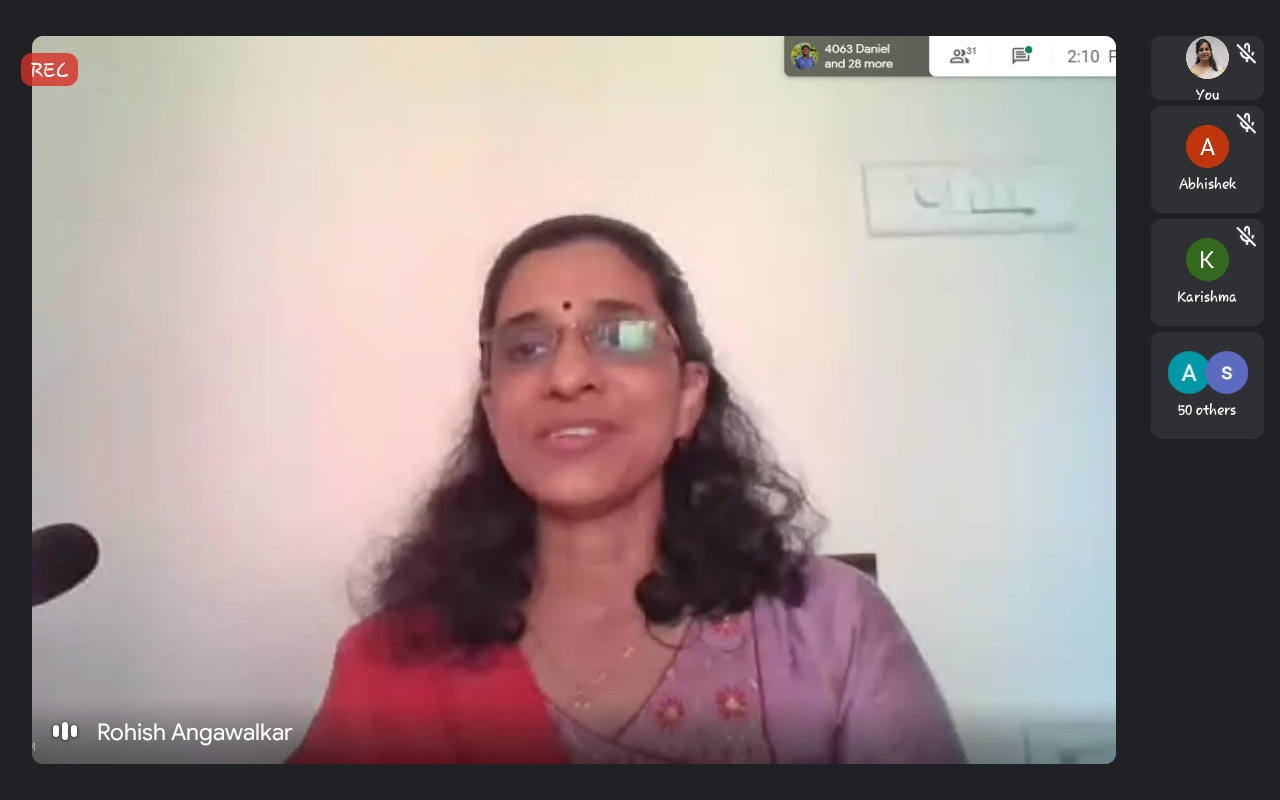 REC
4063 Daniel
and 28 more
31
2:10 P
You
A
Abhishek
K
Karishma
A s
50 others
Rohish Angawalkar
M